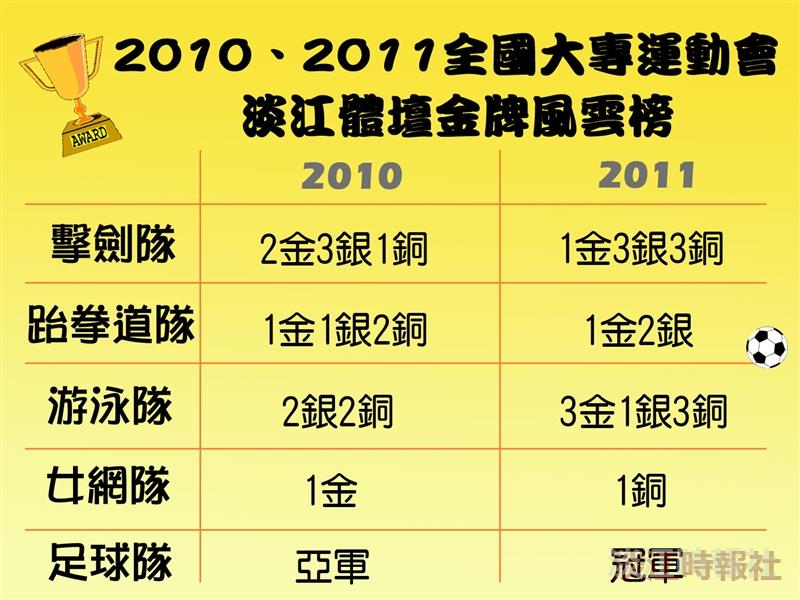 2010、2011全國大專運動會
淡江體壇金牌風雲榜
AWARD
2010 2011
擊劍隊 2金3銀1銅 1金3銀3銅
跆拳道隊 1金1銀2銅 1金2銀
游泳隊 2銀2銅 3金1銀3銅
女網隊 1金 1銅
足球隊 亞軍 冠軍
淡江時報社